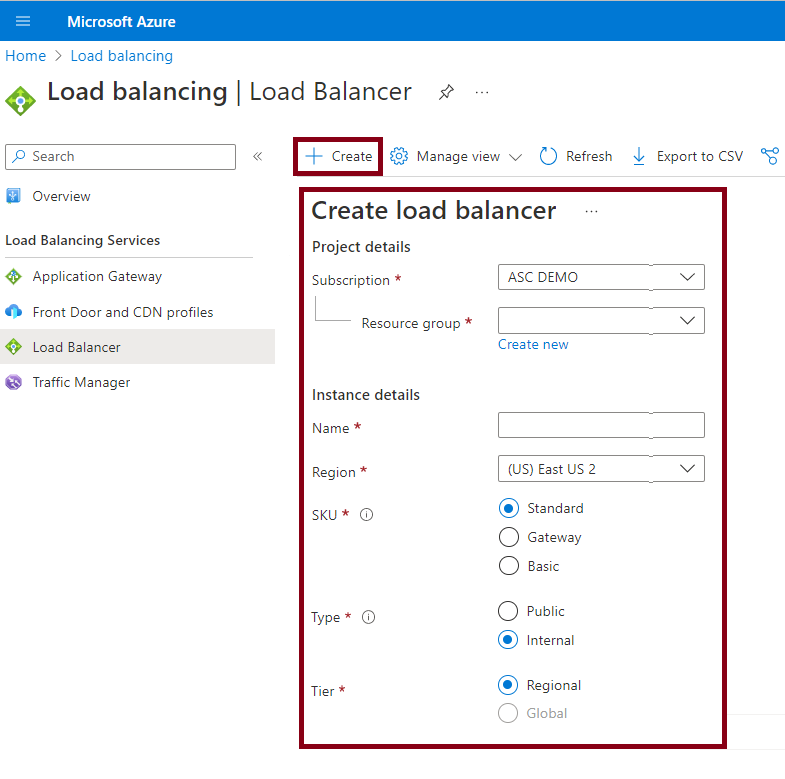 Microsoft Azure
Home > Load balancing
Load balancing | Load Balancer ...
Search «
Create Manage view Refresh Export to CSV
Overview
Load Balancing Services
Application Gateway
Front Door and CDN profiles
Load Balancer
Traffic Manager
Create load balancer ...
Project details
Subscription * ASC DEMO
Resource group *
Create new
Instance details
Name *
Region * (US) East US 2
SKU * Standard
Gateway
Basic
Type * Public
Internal
Tier * Regional
Global